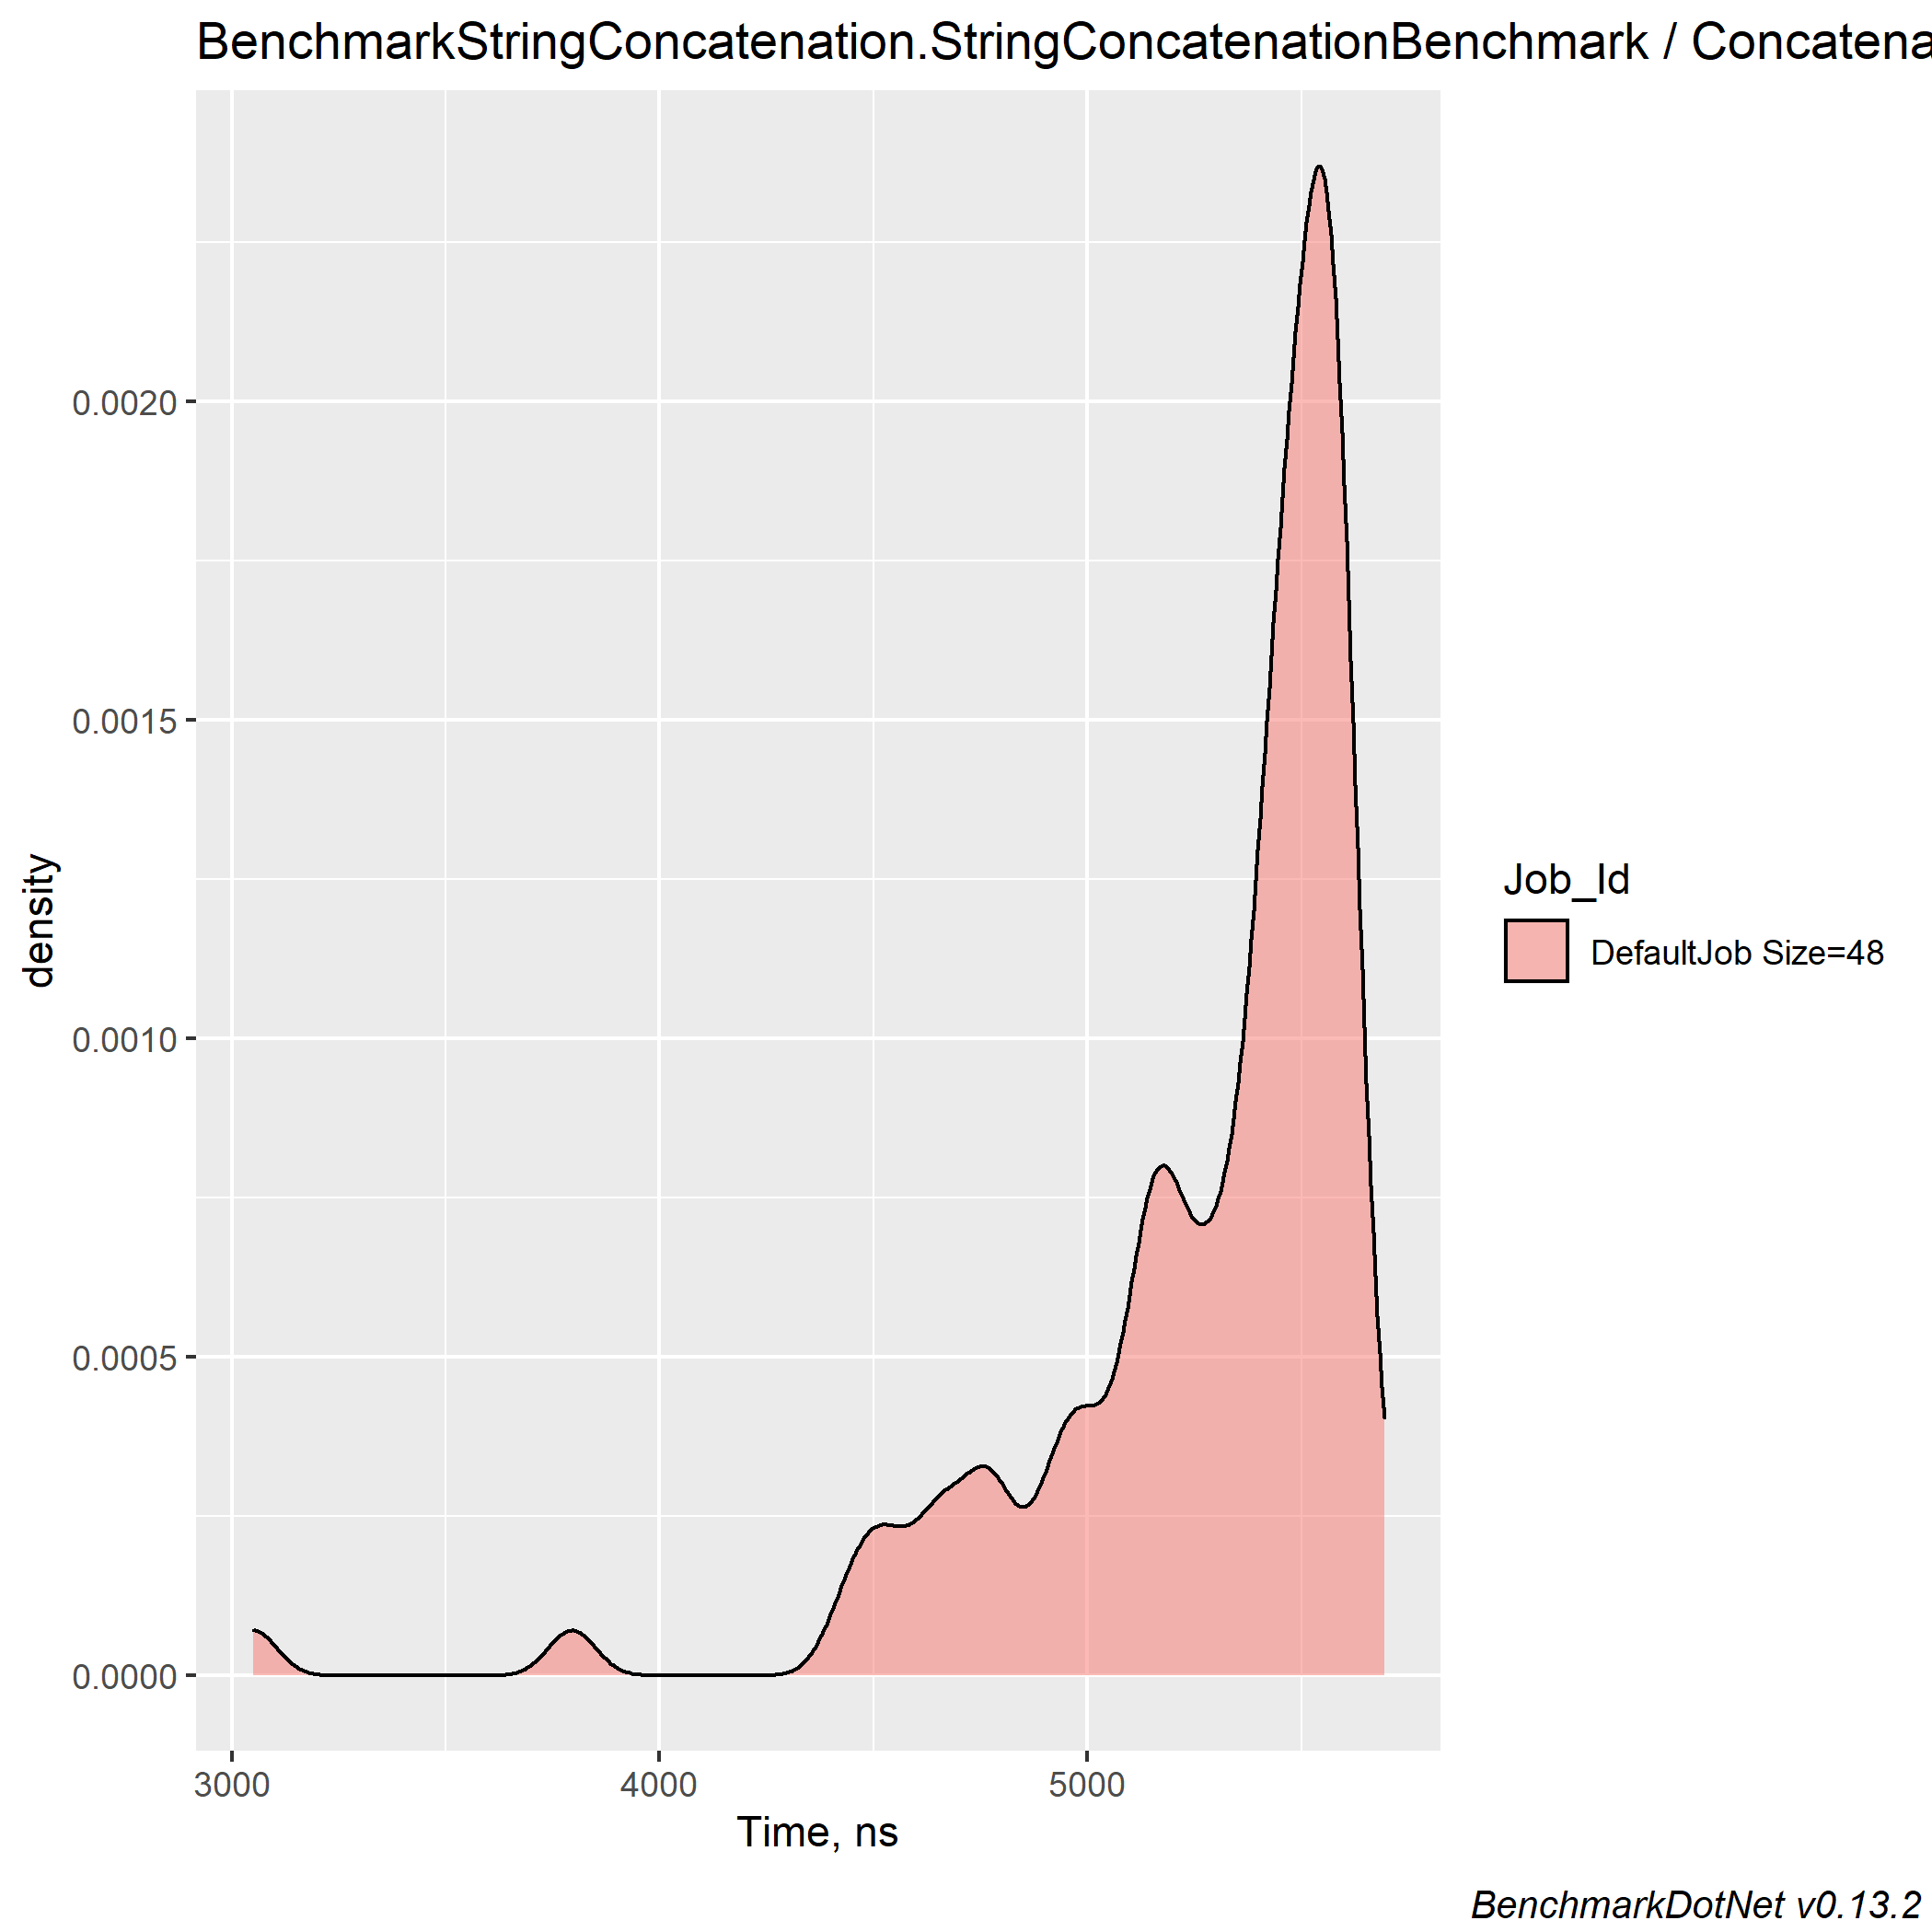 BenchmarkStringConcatenation.StringConcatenationBenchmark / Concatena
0.0020
0.0015
0.0010
0.0005
0.0000
density
3000 4000 5000
Time, ns
Job_Id
DefaultJob Size=48
BenchmarkDotNet v0.13.2